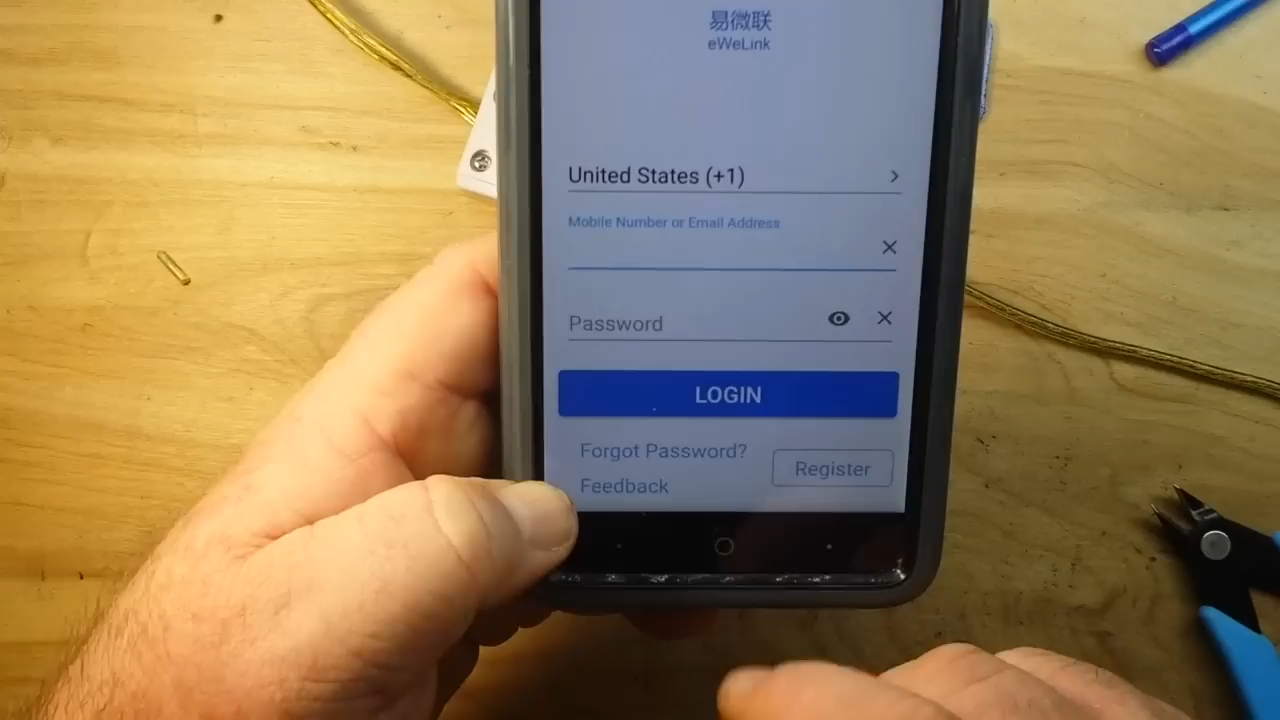 易微联
eWeLink
United States (+1)
Mobile Number or Email Address
Password
LOGIN
Forgot Password?
Register
Feedback